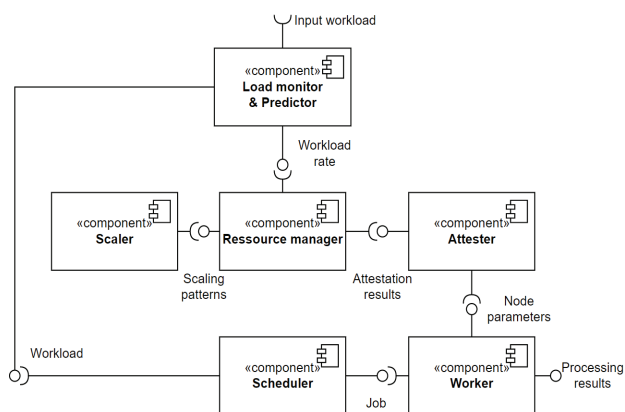 Input workload
«component»
Load monitor
& Predictor
Workload
rate
«component»
Scaler
«component»
Ressource manager
«component»
Attester
Scaling
patterns
Attestation
results
Node
parameters
Workload
«component»
Scheduler
«component»
Worker
Processing
results
Job